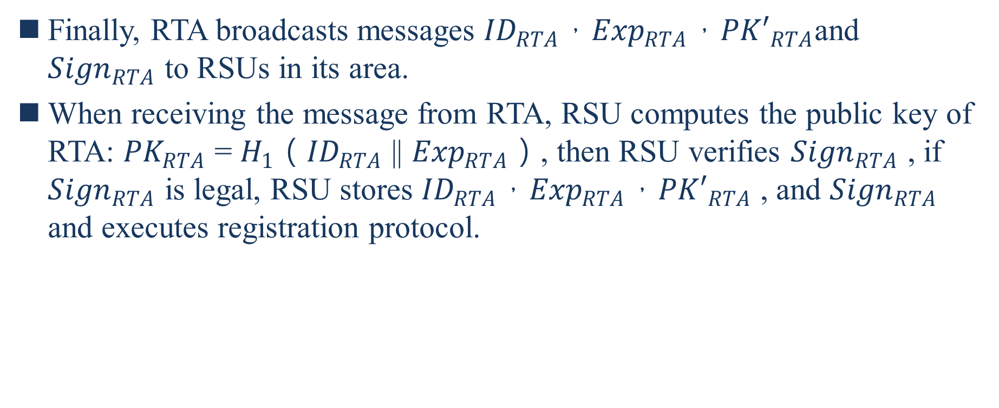 ■ Finally, RTA broadcasts messages 𝐼𝐷_{𝑅𝑇𝐴} , 𝐸𝑥𝑝_{𝑅𝑇𝐴} , 𝑃𝐾′_{𝑅𝑇𝐴}and
𝑆𝑖𝑔𝑛_{𝑅𝑇𝐴} to RSUs in its area.
■ When receiving the message from RTA, RSU computes the public key of
RTA: 𝑃𝐾_{𝑅𝑇𝐴} = 𝐻_1 ( 𝐼𝐷_{𝑅𝑇𝐴} ∥ 𝐸𝑥𝑝_{𝑅𝑇𝐴} ) , then RSU verifies 𝑆𝑖𝑔𝑛_{𝑅𝑇𝐴} , if
𝑆𝑖𝑔𝑛_{𝑅𝑇𝐴} is legal, RSU stores 𝐼𝐷_{𝑅𝑇𝐴} , 𝐸𝑥𝑝_{𝑅𝑇𝐴} , 𝑃𝐾′_{𝑅𝑇𝐴} , and 𝑆𝑖𝑔𝑛_{𝑅𝑇𝐴}
and executes registration protocol.